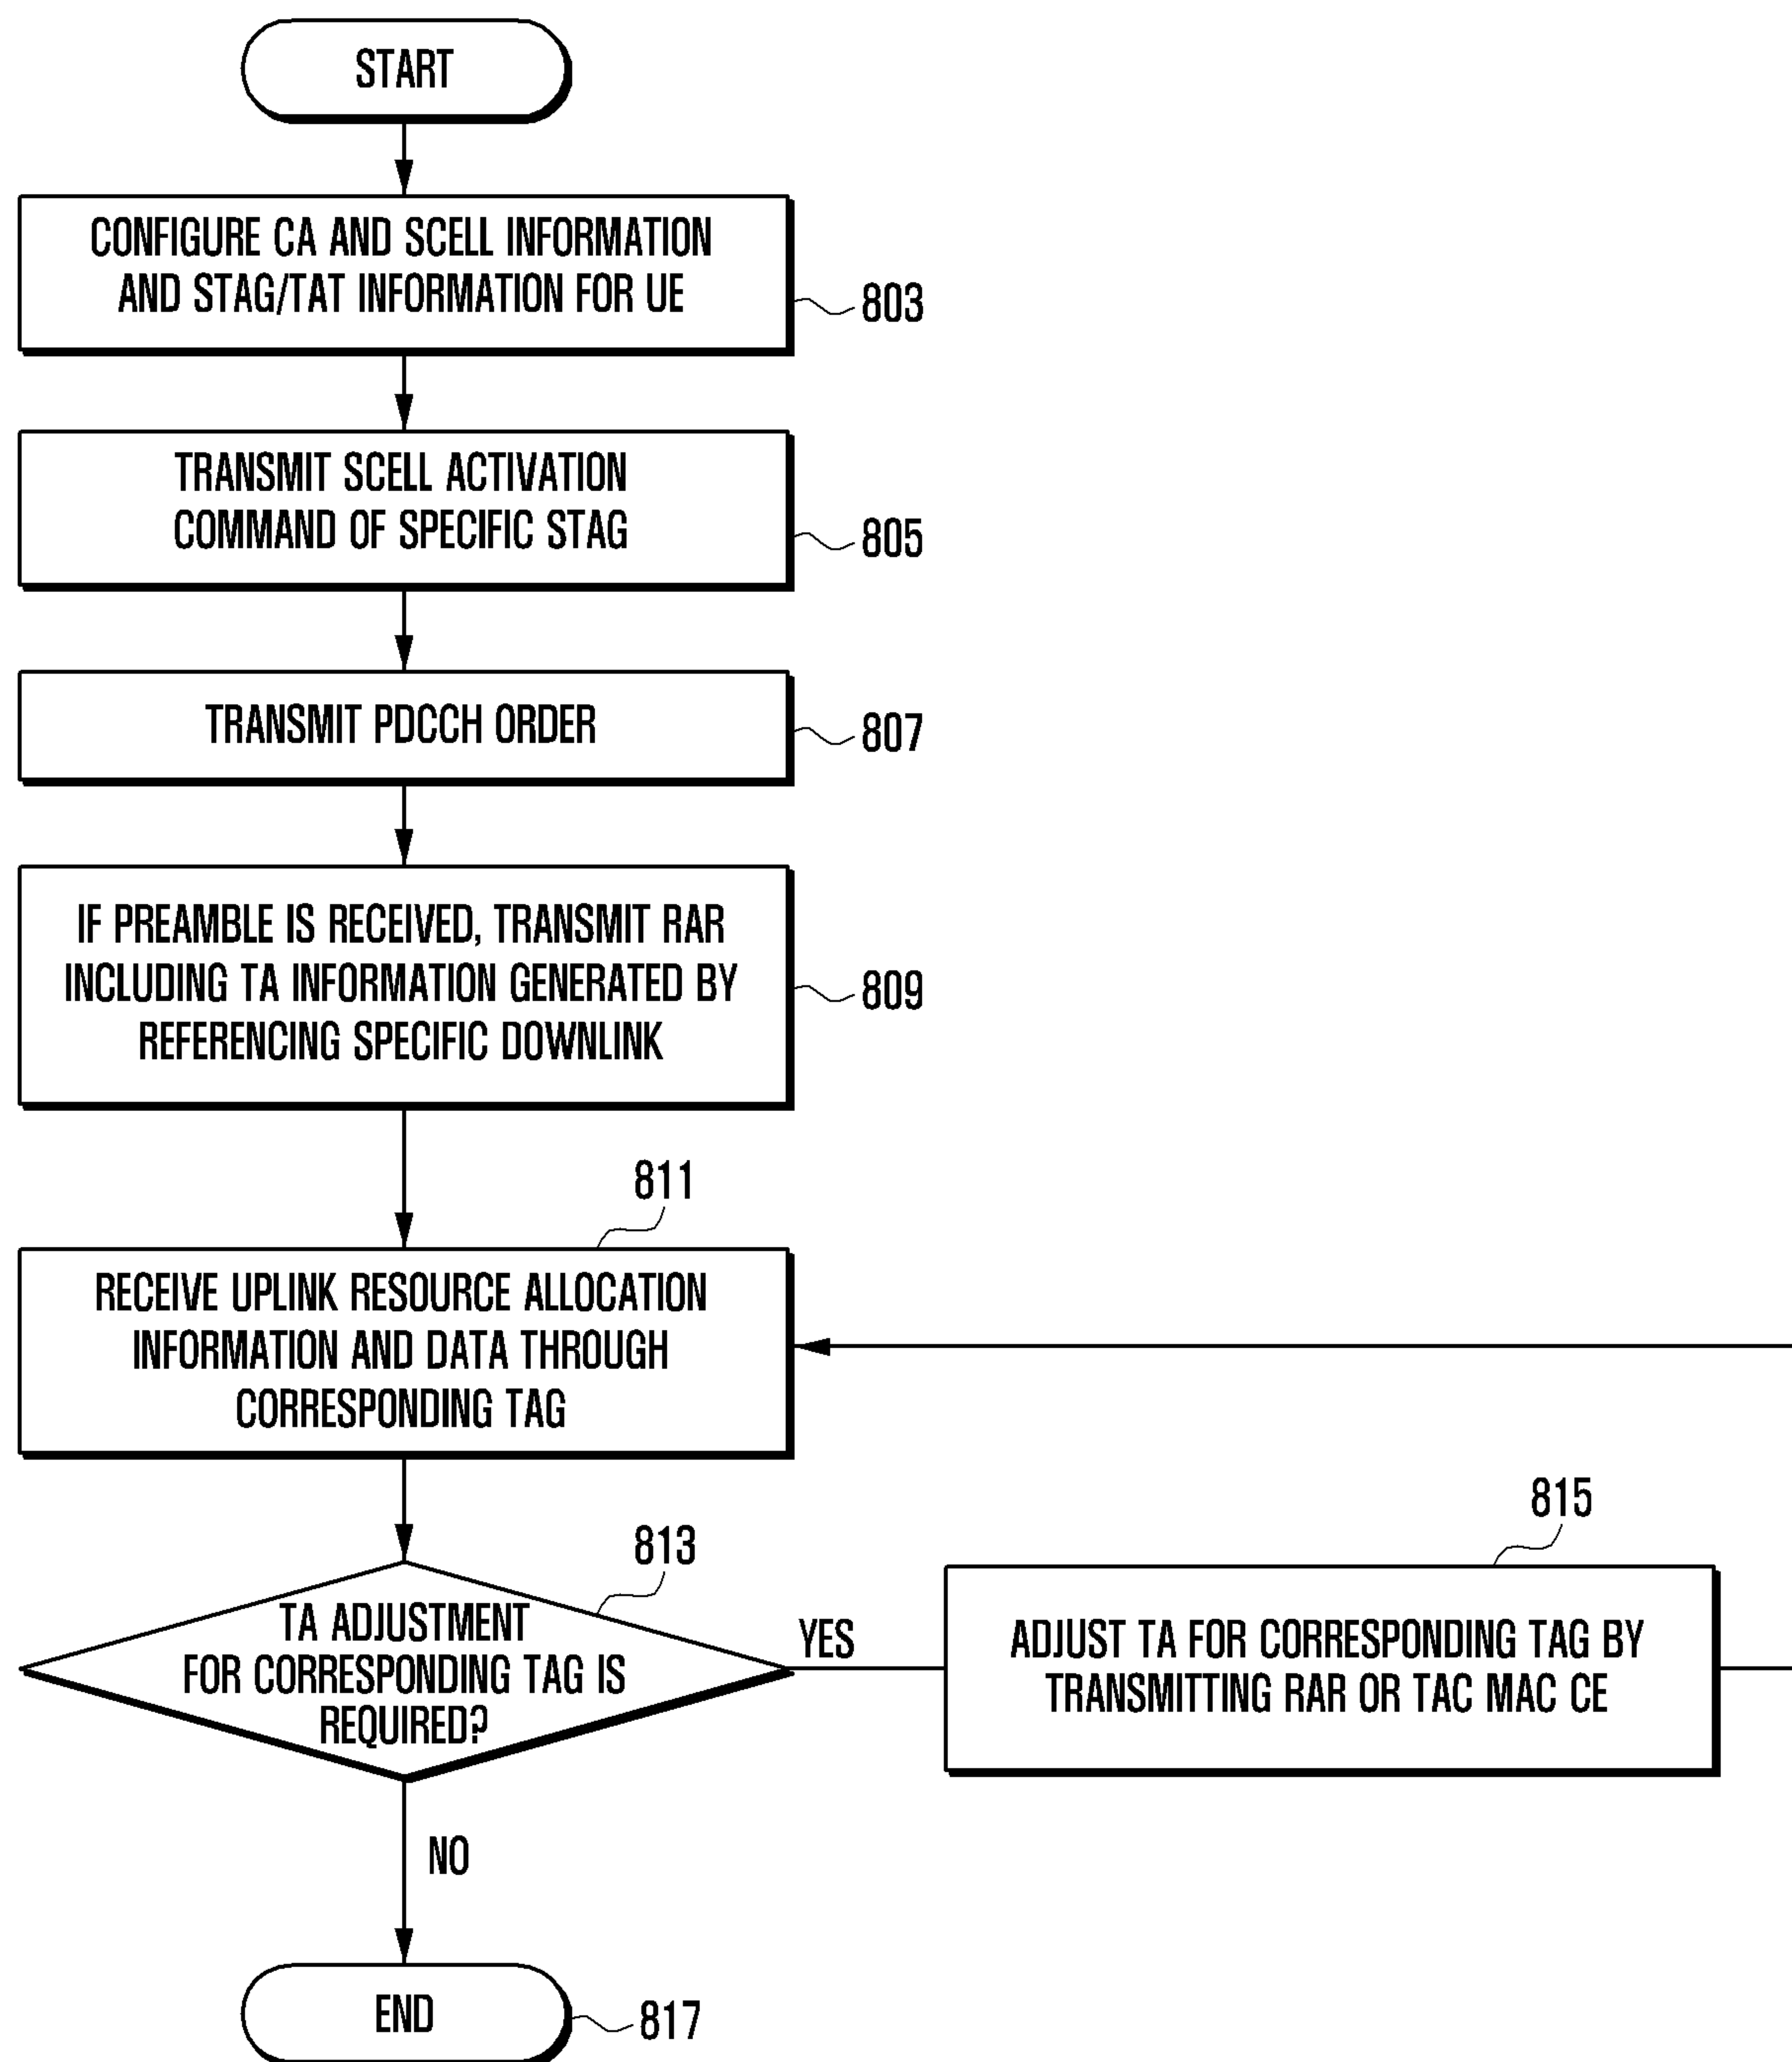 START
CONFIGURE CA AND SCELL INFORMATION
AND STAG/TAT INFORMATION FOR UE
803
TRANSMIT SCELL ACTIVATION
COMMAND OF SPECIFIC STAG
805
TRANSMIT PDCCH ORDER
807
IF PREAMBLE IS RECEIVED, TRANSMIT RAR
INCLUDING TA INFORMATION GENERATED BY
REFERENCING SPECIFIC DOWNLINK
809
811
RECEIVE UPLINK RESOURCE ALLOCATION
INFORMATION AND DATA THROUGH
CORRESPONDING TAG
813
TA ADJUSTMENT
FOR CORRESPONDING TAG IS
REQUIRED?
YES
815
ADJUST TA FOR CORRESPONDING TAG BY
TRANSMITTING RAR OR TAC MAC CE
NO
END
817